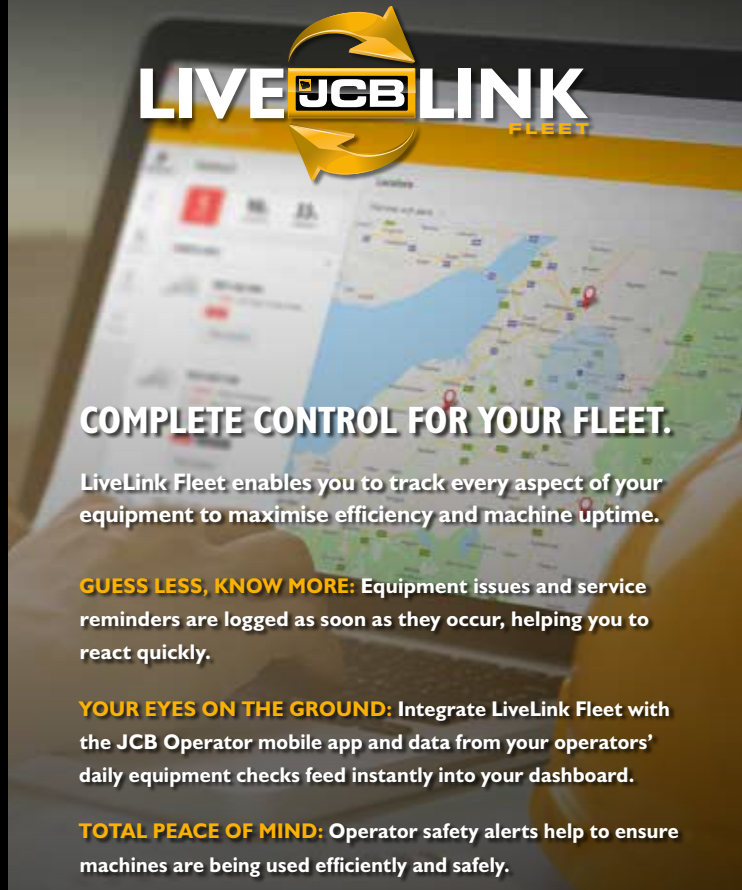 LIVE JCB LINK
FLEET
COMPLETE CONTROL FOR YOUR FLEET.
LiveLink Fleet enables you to track every aspect of your
equipment to maximise efficiency and machine uptime.
GUESS LESS, KNOW MORE: Equipment issues and service
reminders are logged as soon as they occur, helping you to
react quickly.
YOUR EYES ON THE GROUND: Integrate LiveLink Fleet with
the JCB Operator mobile app and data from your operators’
daily equipment checks feed instantly into your dashboard.
TOTAL PEACE OF MIND: Operator safety alerts help to ensure
machines are being used efficiently and safely.